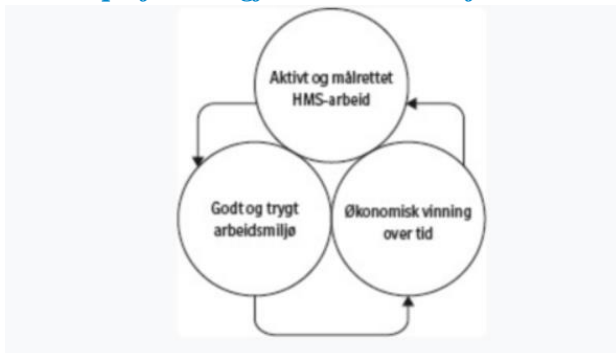 Aktivt og målrettet
HMS-arbeid
Godt og trygt
arbeidsmiljø
Økonomisk vinning
over tid